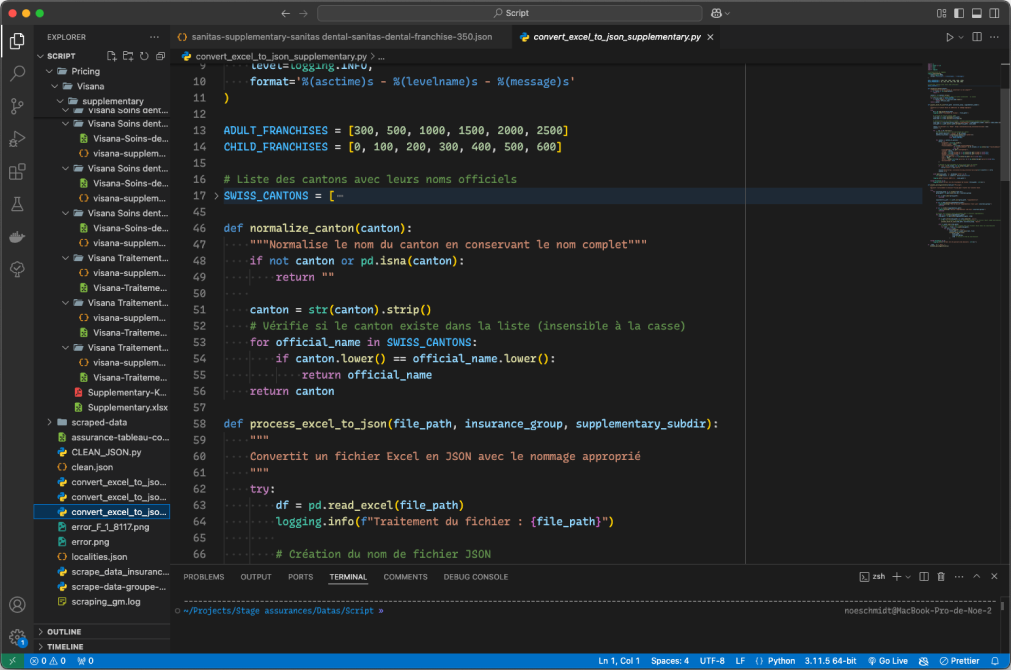 Script
EXPLORER
sanitas-supplementary-sanitas dental-sanitas-dental-franchise-350.json
convert_excel_to_json_supplementary.py
SCRIPT
convert_excel_to_json_supplementary.py > ...
Pricing
Visana
supplementary
Visana Soins dent...
Visana Soins dent...
Visana-Soins-de...
visana-supplem...
Visana Soins dent...
Visana-Soins-de...
visana-supplem...
Visana Soins dent...
Visana-Soins-de...
visana-supplem...
Visana Traitement...
visana-supplem...
Visana-Traiteme...
Visana Traitement...
visana-supplem...
Visana-Traiteme...
Visana Traitement...
visana-supplem...
Visana-Traiteme...
Supplementary-K...
Supplementary.xlsx
scraped-data
assurance-tableau-co...
CLEAN_JSON.py
clean.json
convert_excel_to_jso...
convert_excel_to_jso...
convert_excel_to_jso...
error_F_1_8117.png
error.png
localities.json
scrape_data_insuranc...
scrape-data-groupe-...
scraping_gm.log
OUTLINE
TIMELINE
9 level=logging.INFO,
10 format='%(asctime)s - %(levelname)s - %(message)s'
11 )
12
13 ADULT_FRANCHISES = [300, 500, 1000, 1500, 2000, 2500]
14 CHILD_FRANCHISES = [0, 100, 200, 300, 400, 500, 600]
15
16 # Liste des cantons avec leurs noms officiels
17 > SWISS_CANTONS = [⋯
45
46 def normalize_canton(canton):
47 """Normalise le nom du canton en conservant le nom complet"""
48 if not canton or pd.isna(canton):
49 return ""
50
51 canton = str(canton).strip()
52 # Vérifie si le canton existe dans la liste (insensible à la casse)
53 for official_name in SWISS_CANTONS:
54 if canton.lower() == official_name.lower():
55 return official_name
56 return canton
57
58 def process_excel_to_json(file_path, insurance_group, supplementary_subdir):
59 """
60 Convertit un fichier Excel en JSON avec le nommage approprié
61 """
62 try:
63 df = pd.read_excel(file_path)
64 logging.info(f"Traitement du fichier : {file_path}")
65
66 # Création du nom de fichier JSON
PROBLEMS OUTPUT PORTS TERMINAL COMMENTS DEBUG CONSOLE
zsh
~/Projects/Stage assurances/Datas/Script »
noeschmidt@MacBook-Pro-de-Noe-2
1
0 0 0
Ln 1, Col 1 Spaces: 4 UTF-8 LF {} Python 3.11.5 64-bit Go Live Prettier